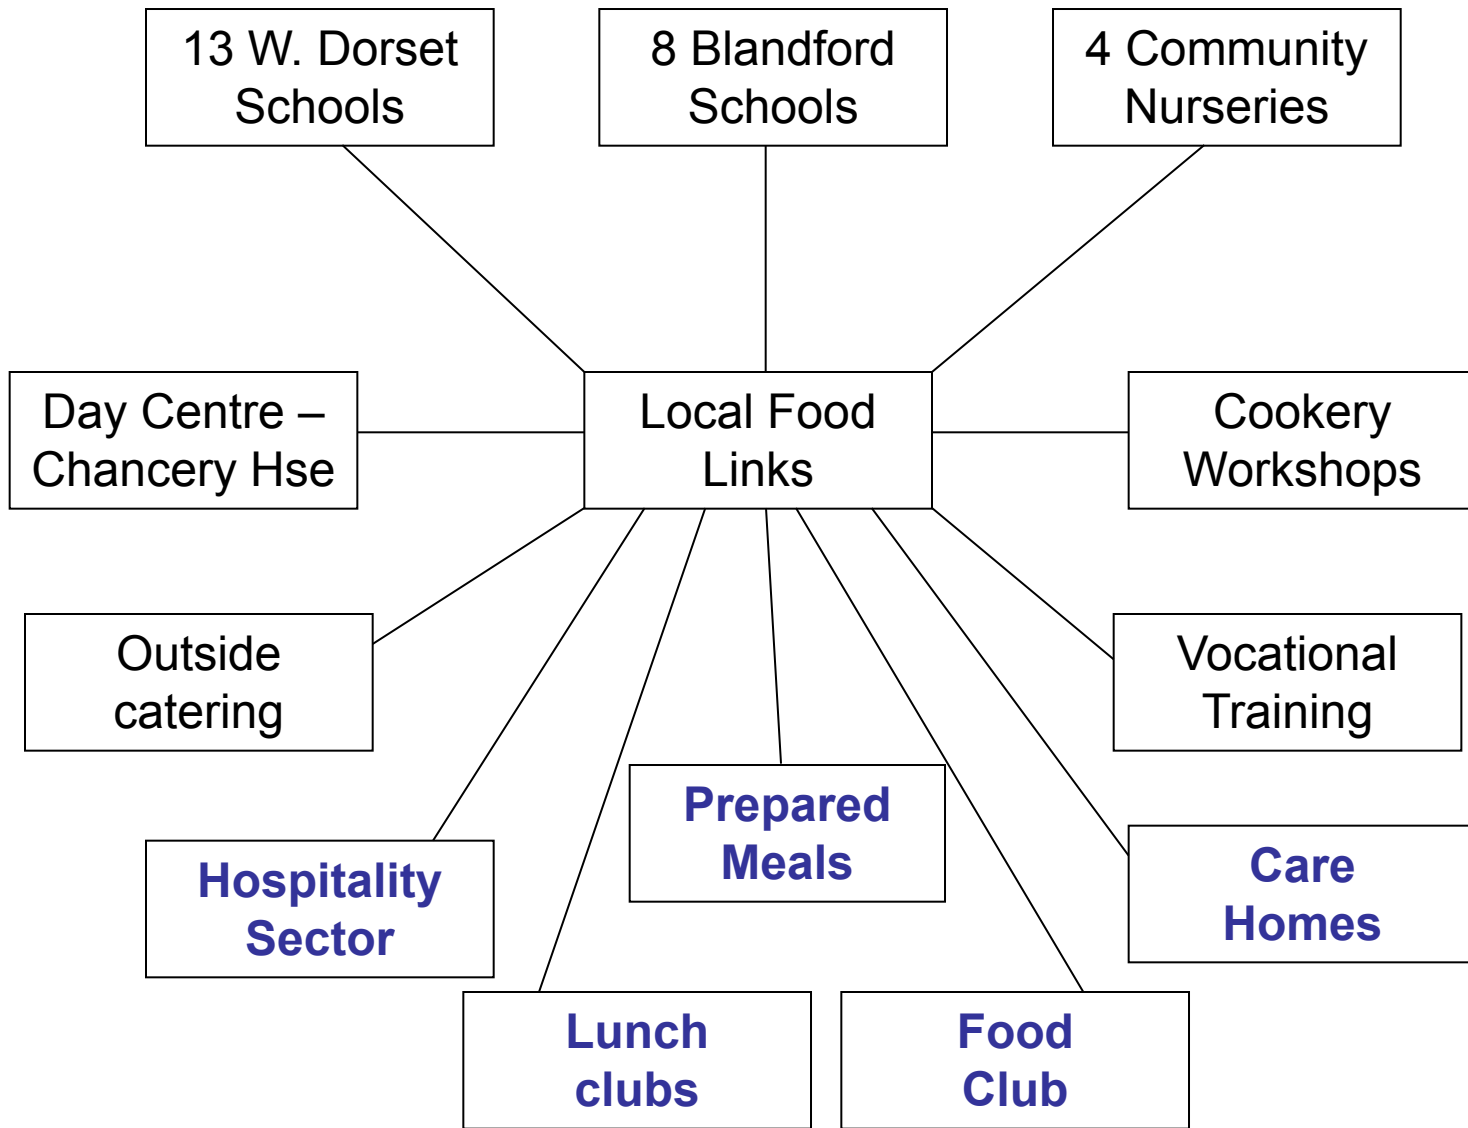 13 W. Dorset
Schools
8 Blandford
Schools
4 Community
Nurseries
Day Centre –
Chancery Hse
Local Food
Links
Cookery
Workshops
Outside
catering
Vocational
Training
Prepared
Meals
Hospitality
Sector
Care
Homes
Lunch
clubs
Food
Club